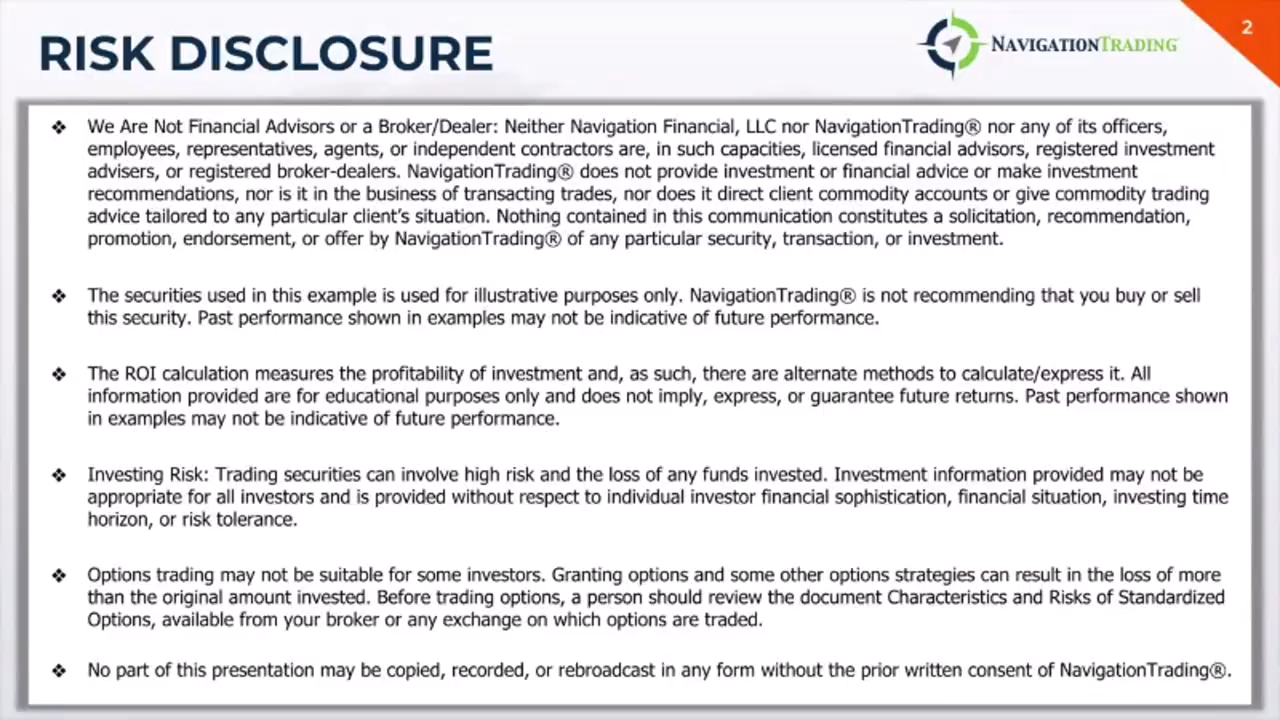 RISK DISCLOSURE
NAVIGATIONTRADING
2
❖ We Are Not Financial Advisors or a Broker/Dealer: Neither Navigation Financial, LLC nor NavigationTrading® nor any of its officers,
employees, representatives, agents, or independent contractors are, in such capacities, licensed financial advisors, registered investment
advisers, or registered broker-dealers. NavigationTrading® does not provide investment or financial advice or make investment
recommendations, nor is it in the business of transacting trades, nor does it direct client commodity accounts or give commodity trading
advice tailored to any particular client's situation. Nothing contained in this communication constitutes a solicitation, recommendation,
promotion, endorsement, or offer by NavigationTrading® of any particular security, transaction, or investment.
❖ The securities used in this example is used for illustrative purposes only. NavigationTrading® is not recommending that you buy or sell
this security. Past performance shown in examples may not be indicative of future performance.
❖ The ROI calculation measures the profitability of investment and, as such, there are alternate methods to calculate/express it. All
information provided are for educational purposes only and does not imply, express, or guarantee future returns. Past performance shown
in examples may not be indicative of future performance.
❖ Investing Risk: Trading securities can involve high risk and the loss of any funds invested. Investment information provided may not be
appropriate for all investors and is provided without respect to individual investor financial sophistication, financial situation, investing time
horizon, or risk tolerance.
❖ Options trading may not be suitable for some investors. Granting options and some other options strategies can result in the loss of more
than the original amount invested. Before trading options, a person should review the document Characteristics and Risks of Standardized
Options, available from your broker or any exchange on which options are traded.
❖ No part of this presentation may be copied, recorded, or rebroadcast in any form without the prior written consent of NavigationTrading®.